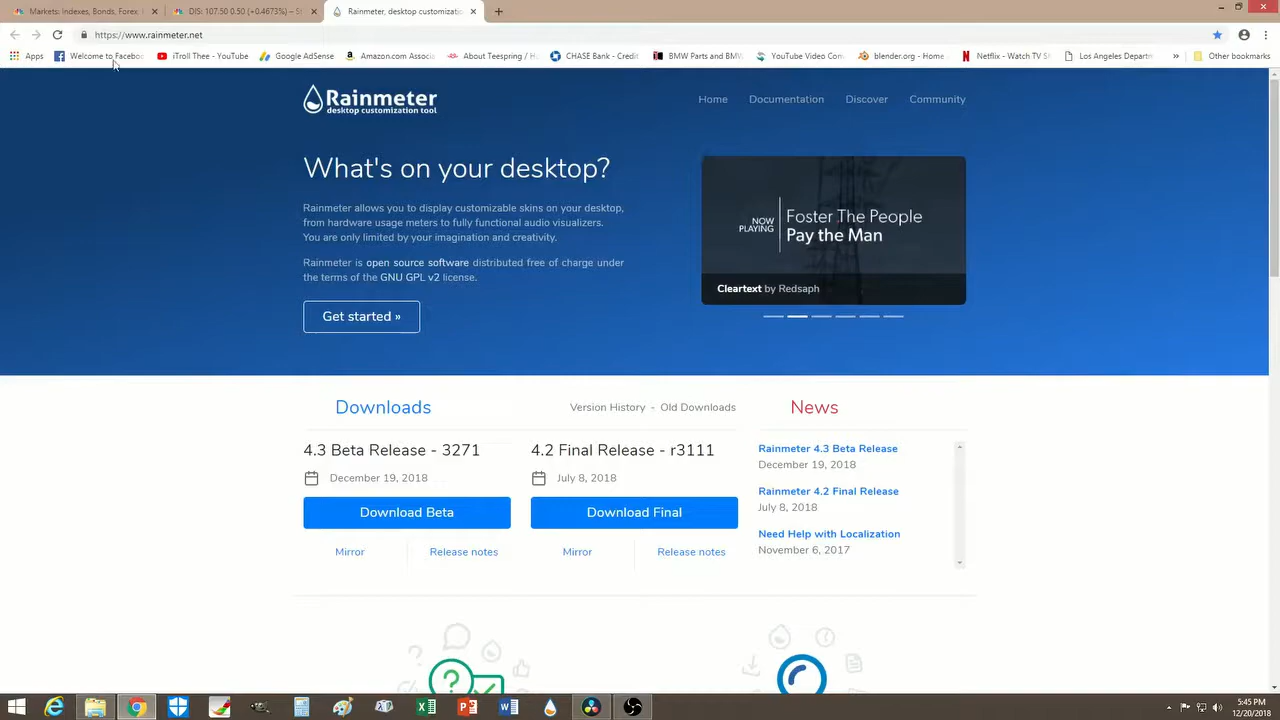 Markets: Indexes, Bonds, Forex
DIS: 107.50 0.50 (+0.4673%) – S
Rainmeter, desktop customizatio
https://www.rainmeter.net
Apps
Welcome to Facebo
iTroll Thee - YouTube
Google AdSense
Amazon.com Associa
About Teespring / H
CHASE Bank - Credit
BMW Parts and BMW
YouTube Video Con
blender.org - Home
Netflix - Watch TV S
Los Angeles Departm
»
Other bookmarks
Rainmeter
desktop customization tool
Home
Documentation
Discover
Community
What's on your desktop?
Rainmeter allows you to display customizable skins on your desktop,
from hardware usage meters to fully functional audio visualizers.
You are only limited by your imagination and creativity.
Rainmeter is open source software distributed free of charge under
the terms of the GNU GPL v2 license.
Get started »
NOW
PLAYING
Foster The People
Pay the Man
Cleartext by Redsaph
Downloads
Version History - Old Downloads
4.3 Beta Release - 3271
December 19, 2018
Download Beta
Mirror
Release notes
4.2 Final Release - r3111
July 8, 2018
Download Final
Mirror
Release notes
News
Rainmeter 4.3 Beta Release
December 19, 2018
Rainmeter 4.2 Final Release
July 8, 2018
Need Help with Localization
November 6, 2017
5:45 PM
12/20/2018